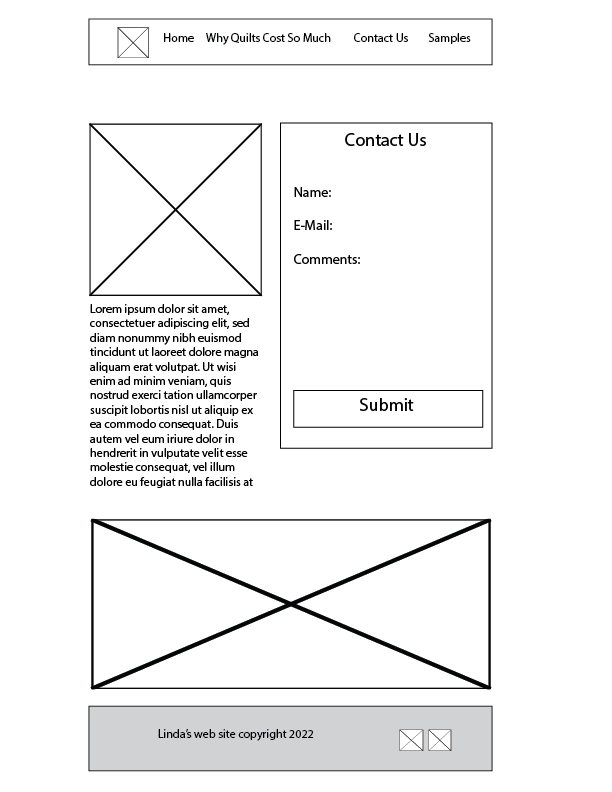 Home Why Quilts Cost So Much Contact Us Samples
Contact Us
Name:
E-Mail:
Comments:
Submit
Lorem ipsum dolor sit amet,
consectetuer adipiscing elit, sed
diam nonummy nibh euismod
tincidunt ut laoreet dolore magna
aliquam erat volutpat. Ut wisi
enim ad minim veniam, quis
nostrud exerci tation ullamcorper
suscipit lobortis nisl ut aliquip ex
ea commodo consequat. Duis
autem vel eum iriure dolor in
hendrerit in vulputate velit esse
molestie consequat, vel illum
dolore eu feugiat nulla facilisis at
Linda's web site copyright 2022